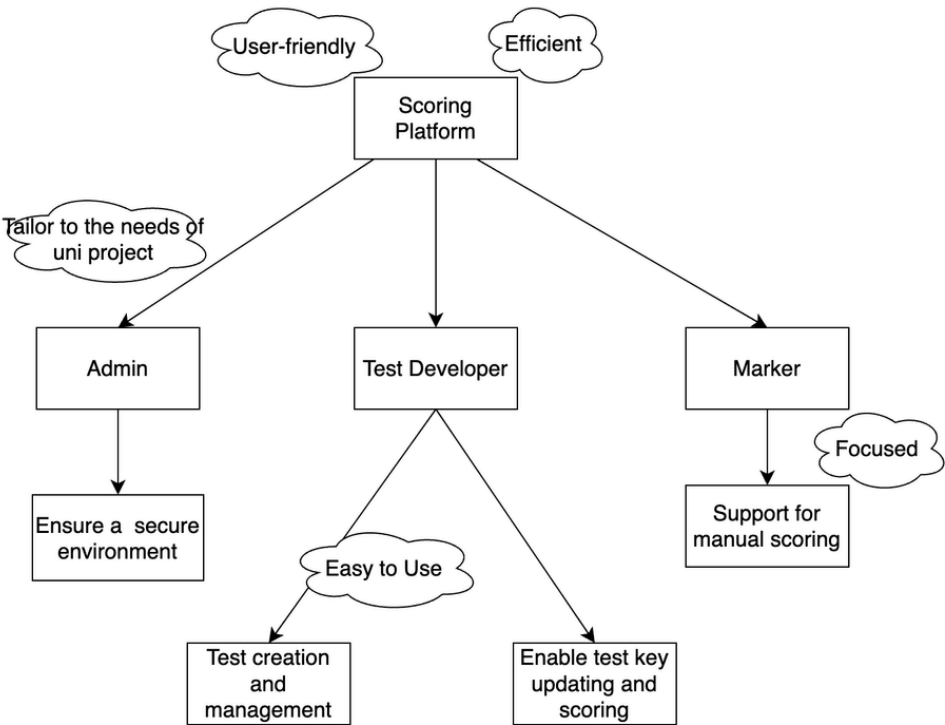 User-friendly
Efficient
Scoring
Platform
Tailor to the needs of
uni project
Admin
Test Developer
Marker
Focused
Ensure a secure
environment
Support for
manual scoring
Easy to Use
Test creation
and
management
Enable test key
updating and
scoring